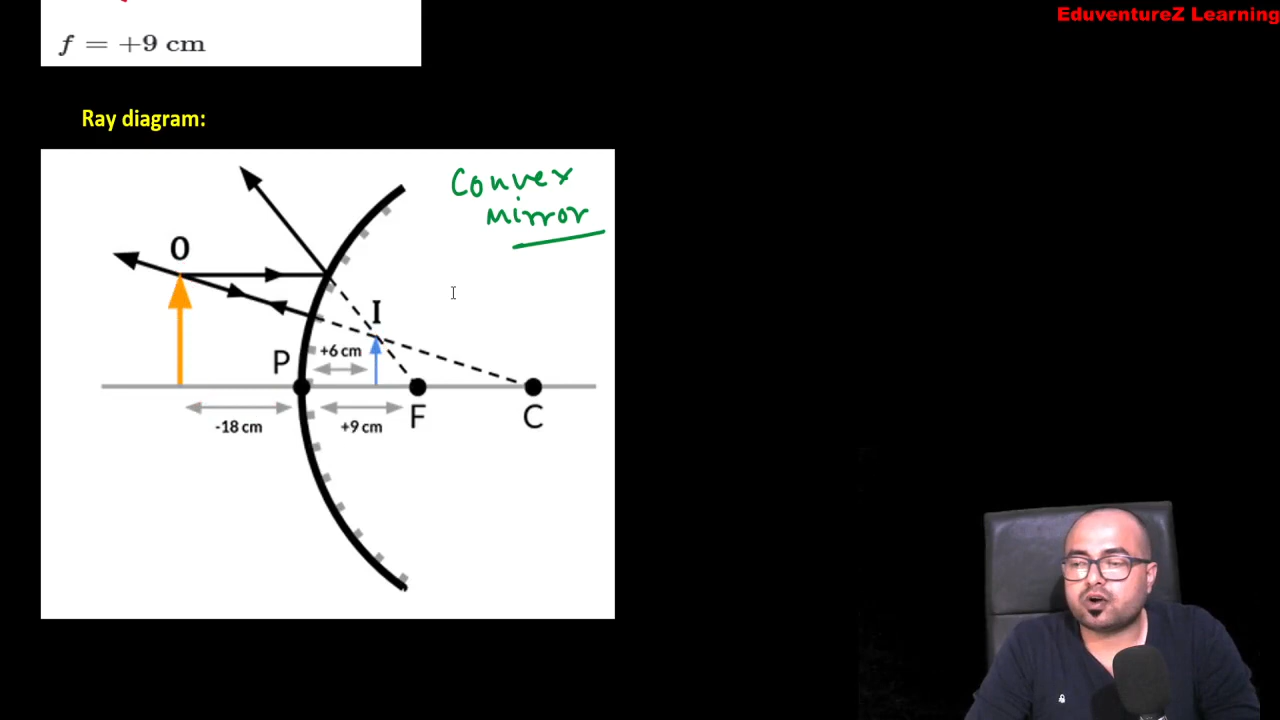 EduventureZ Learning
f = +9 cm
Ray diagram:
Convex
mirror
O
I
+6 cm
P
F
C
-18 cm
+9 cm